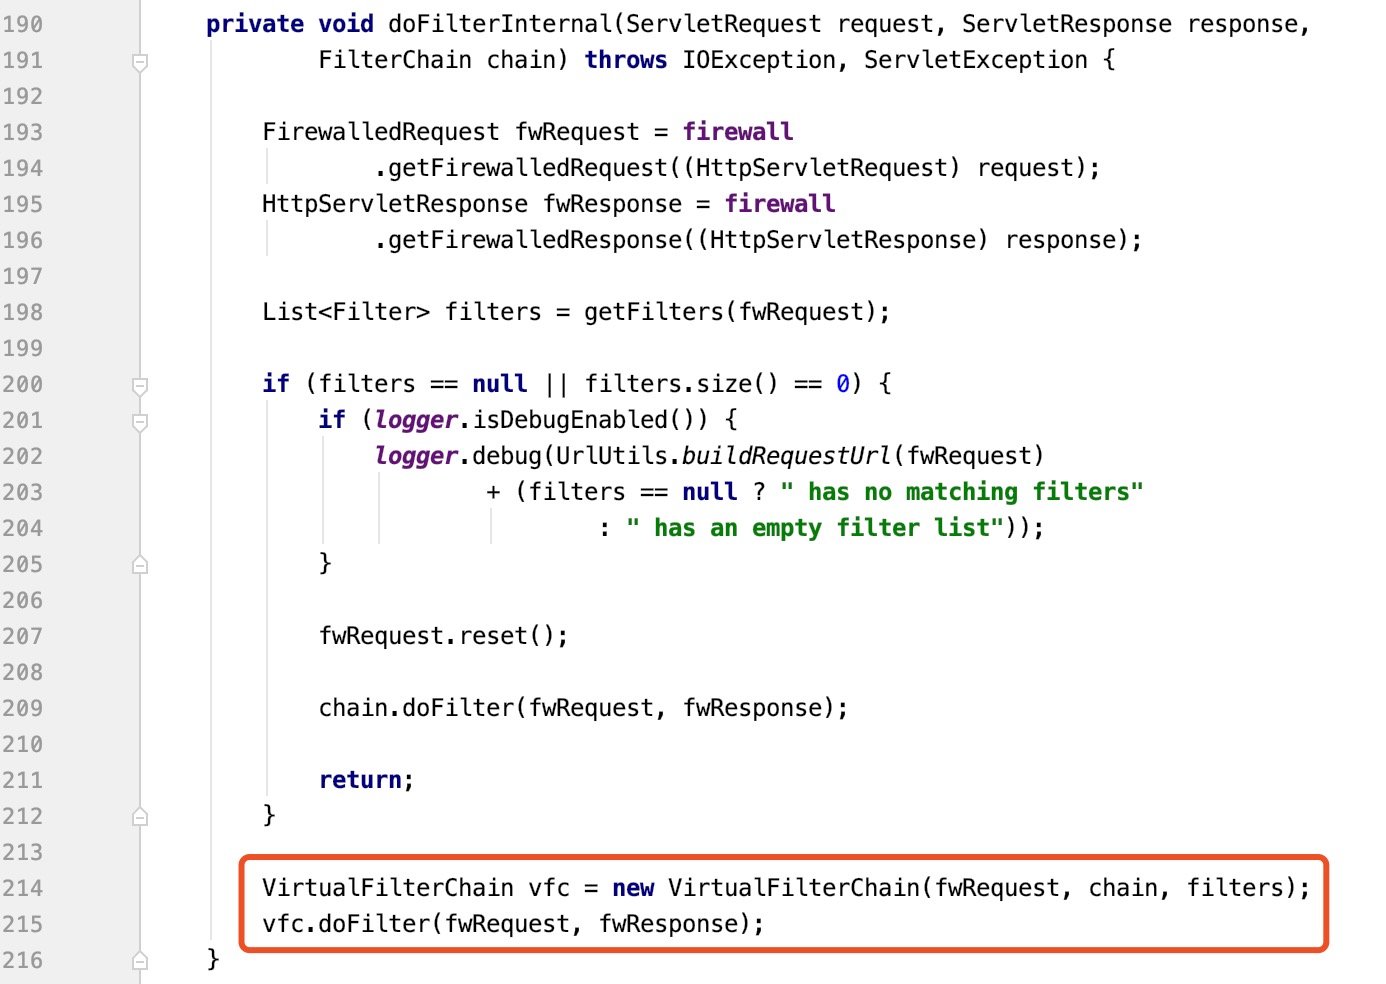 190 private void doFilterInternal(ServletRequest request, ServletResponse response,
191 FilterChain chain) throws IOException, ServletException {
192
193 FirewalledRequest fwRequest = firewall
194 .getFirewalledRequest((HttpServletRequest) request);
195 HttpServletResponse fwResponse = firewall
196 .getFirewalledResponse((HttpServletResponse) response);
197
198 List<Filter> filters = getFilters(fwRequest);
199
200 if (filters == null || filters.size() == 0) {
201 if (logger.isDebugEnabled()) {
202 logger.debug(UrlUtils.buildRequestUrl(fwRequest)
203 + (filters == null ? " has no matching filters"
204 : " has an empty filter list"));
205 }
206
207 fwRequest.reset();
208
209 chain.doFilter(fwRequest, fwResponse);
210
211 return;
212 }
213
214 VirtualFilterChain vfc = new VirtualFilterChain(fwRequest, chain, filters);
215 vfc.doFilter(fwRequest, fwResponse);
216 }